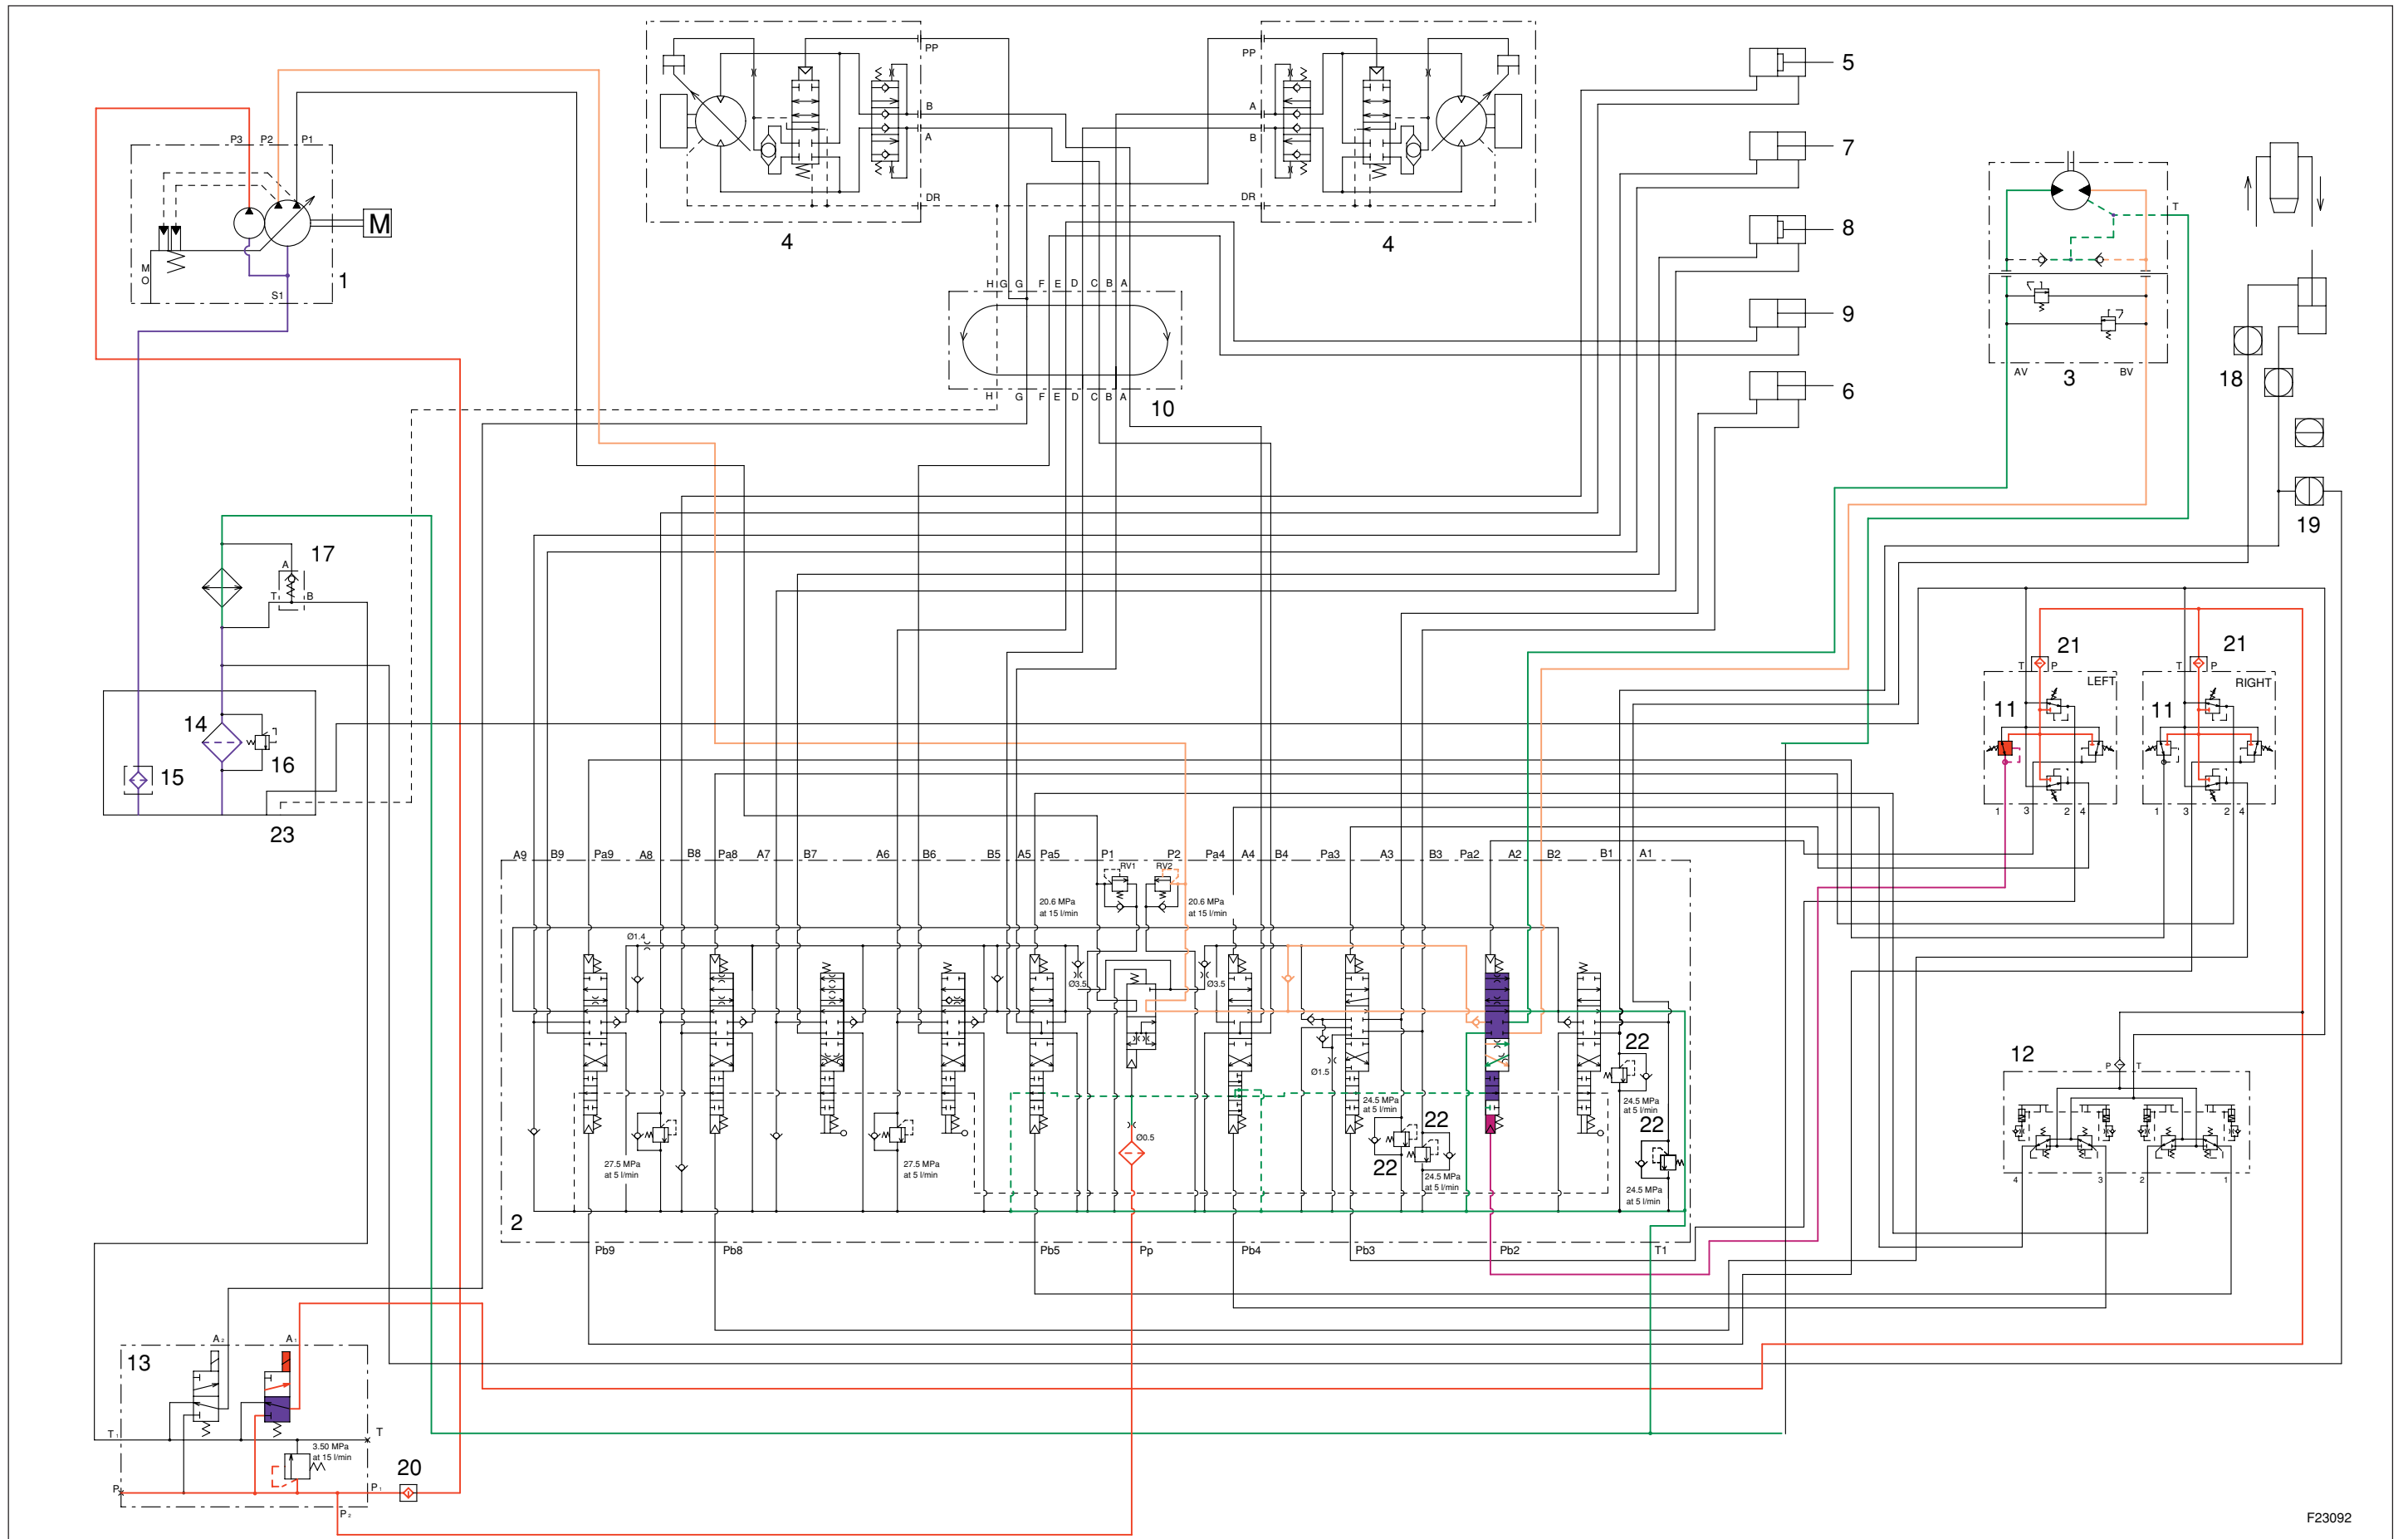 P3 P2 P1
M
M
O
S1
1
PP
B
A
DR
4
PP
A
B
DR
4
5
7
8
9
6
T
AV
3
BV
18
19
H G G F E D C B A
H G F E D C B A
10
17
A
T B
14
15
16
23
21
21
T P
T P
LEFT
RIGHT
11
11
1 3 2 4
1 3 2 4
A9 B9 Pa9 A8 B8 Pa8 A7 B7 A6 B6 B5 A5 Pa5 P1 P2 Pa4 A4 B4 Pa3 A3 B3 Pa2 A2 B2 B1 A1
RV1
RV2
20.6 MPa
at 15 l/min
20.6 MPa
at 15 l/min
Ø1.4
Ø3.5
Ø3.5
Ø1.5
Ø0.5
22
22
22
22
27.5 MPa
at 5 l/min
27.5 MPa
at 5 l/min
24.5 MPa
at 5 l/min
24.5 MPa
at 5 l/min
24.5 MPa
at 5 l/min
24.5 MPa
at 5 l/min
2
Pb9 Pb8 Pb5 Pp Pb4 Pb3 Pb2 T1
12
P T
4 3 2 1
13
A2 A1
T1
T
3.50 MPa
at 15 l/min
P
P1
P2
20
F23092